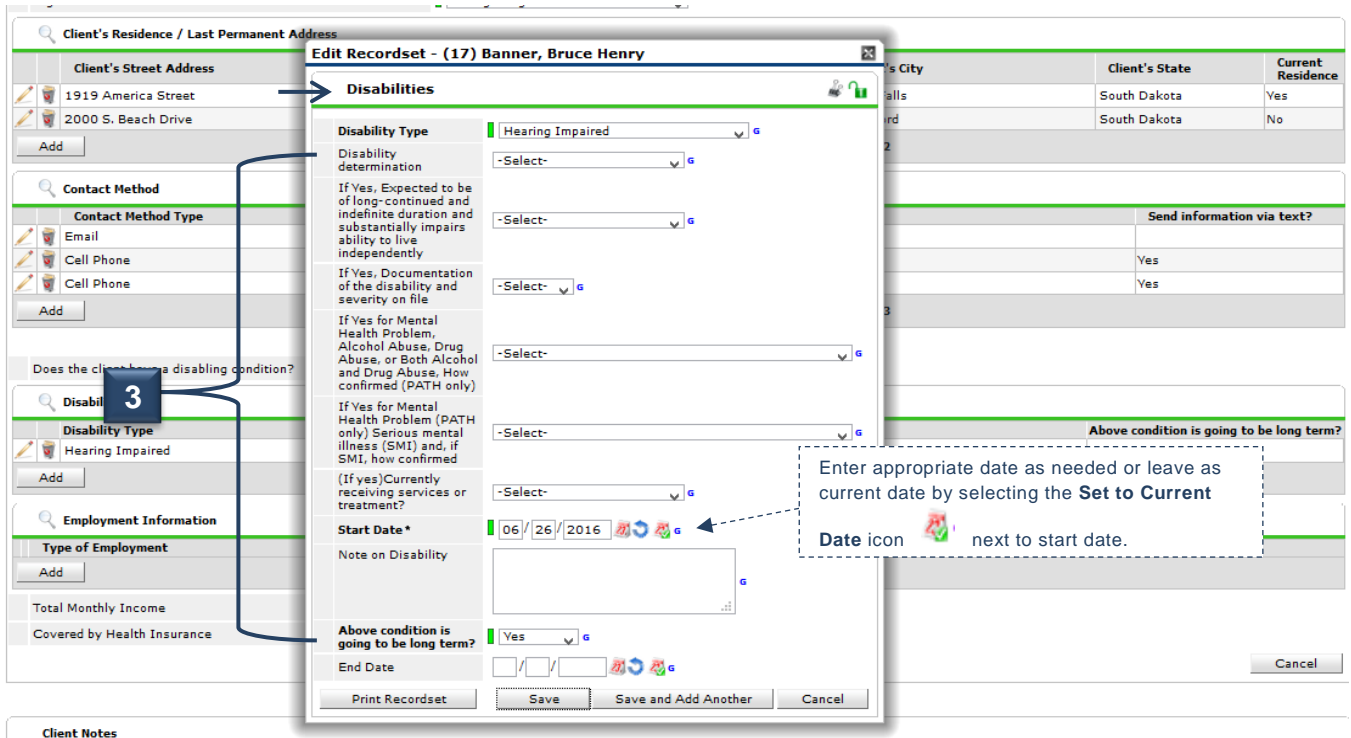 Client's Residence / Last Permanent Address
Client's Street Address
's City
Client's State
Current
Residence
1919 America Street
alls
South Dakota
Yes
2000 S. Beach Drive
rd
South Dakota
No
Add
2
Contact Method
Contact Method Type
Send information via text?
Email
Cell Phone
Yes
Cell Phone
Yes
Add
3
Does the client have a disabling condition?
Disabil
3
Disability Type
Above condition is going to be long term?
Hearing Impaired
Add
Employment Information
Type of Employment
Add
Total Monthly Income
Covered by Health Insurance
Cancel
Client Notes
Edit Recordset - (17) Banner, Bruce Henry
Disabilities
Disability Type
Hearing Impaired
G
Disability
determination
-Select-
G
If Yes, Expected to be
of long-continued and
indefinite duration and
substantially impairs
ability to live
independently
-Select-
G
If Yes, Documentation
of the disability and
severity on file
-Select-
G
If Yes for Mental
Health Problem,
Alcohol Abuse, Drug
Abuse, or Both Alcohol
and Drug Abuse, How
confirmed (PATH only)
-Select-
G
If Yes for Mental
Health Problem (PATH
only) Serious mental
illness (SMI) and, if
SMI, how confirmed
-Select-
G
(If yes)Currently
receiving services or
treatment?
-Select-
G
Start Date*
06 / 26 / 2016
G
Note on Disability
G
Above condition is
going to be long term?
Yes
G
End Date
/ /
G
Print Recordset
Save
Save and Add Another
Cancel
Enter appropriate date as needed or leave as
current date by selecting the Set to Current
Date icon next to start date.